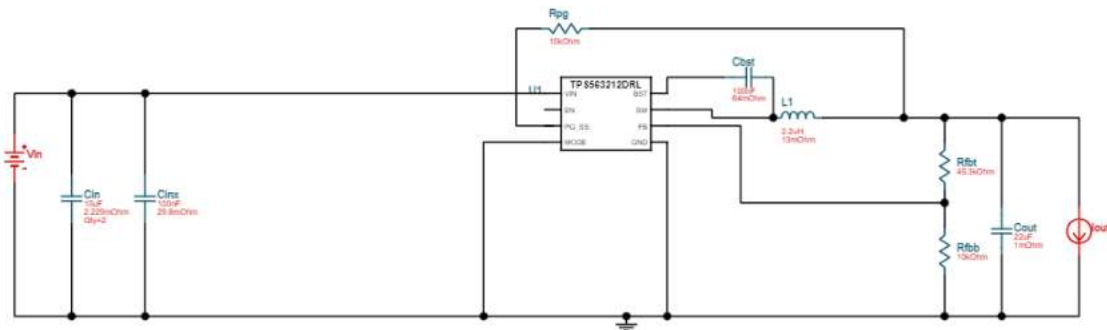 Rpg
10kOhm
TPS563212DRL
U1
VIN
BST
EN
SW
PG_SS
FB
MODE
GND
Cbst
100nF
64mOhm
L1
2.2uH
13mOhm
Vin
Cin
10uF
2.229mOhm
Qty=2
Cinx
100nF
29.8mOhm
Rfbt
45.3kOhm
Rfbb
10kOhm
Cout
22uF
1mOhm
Iout